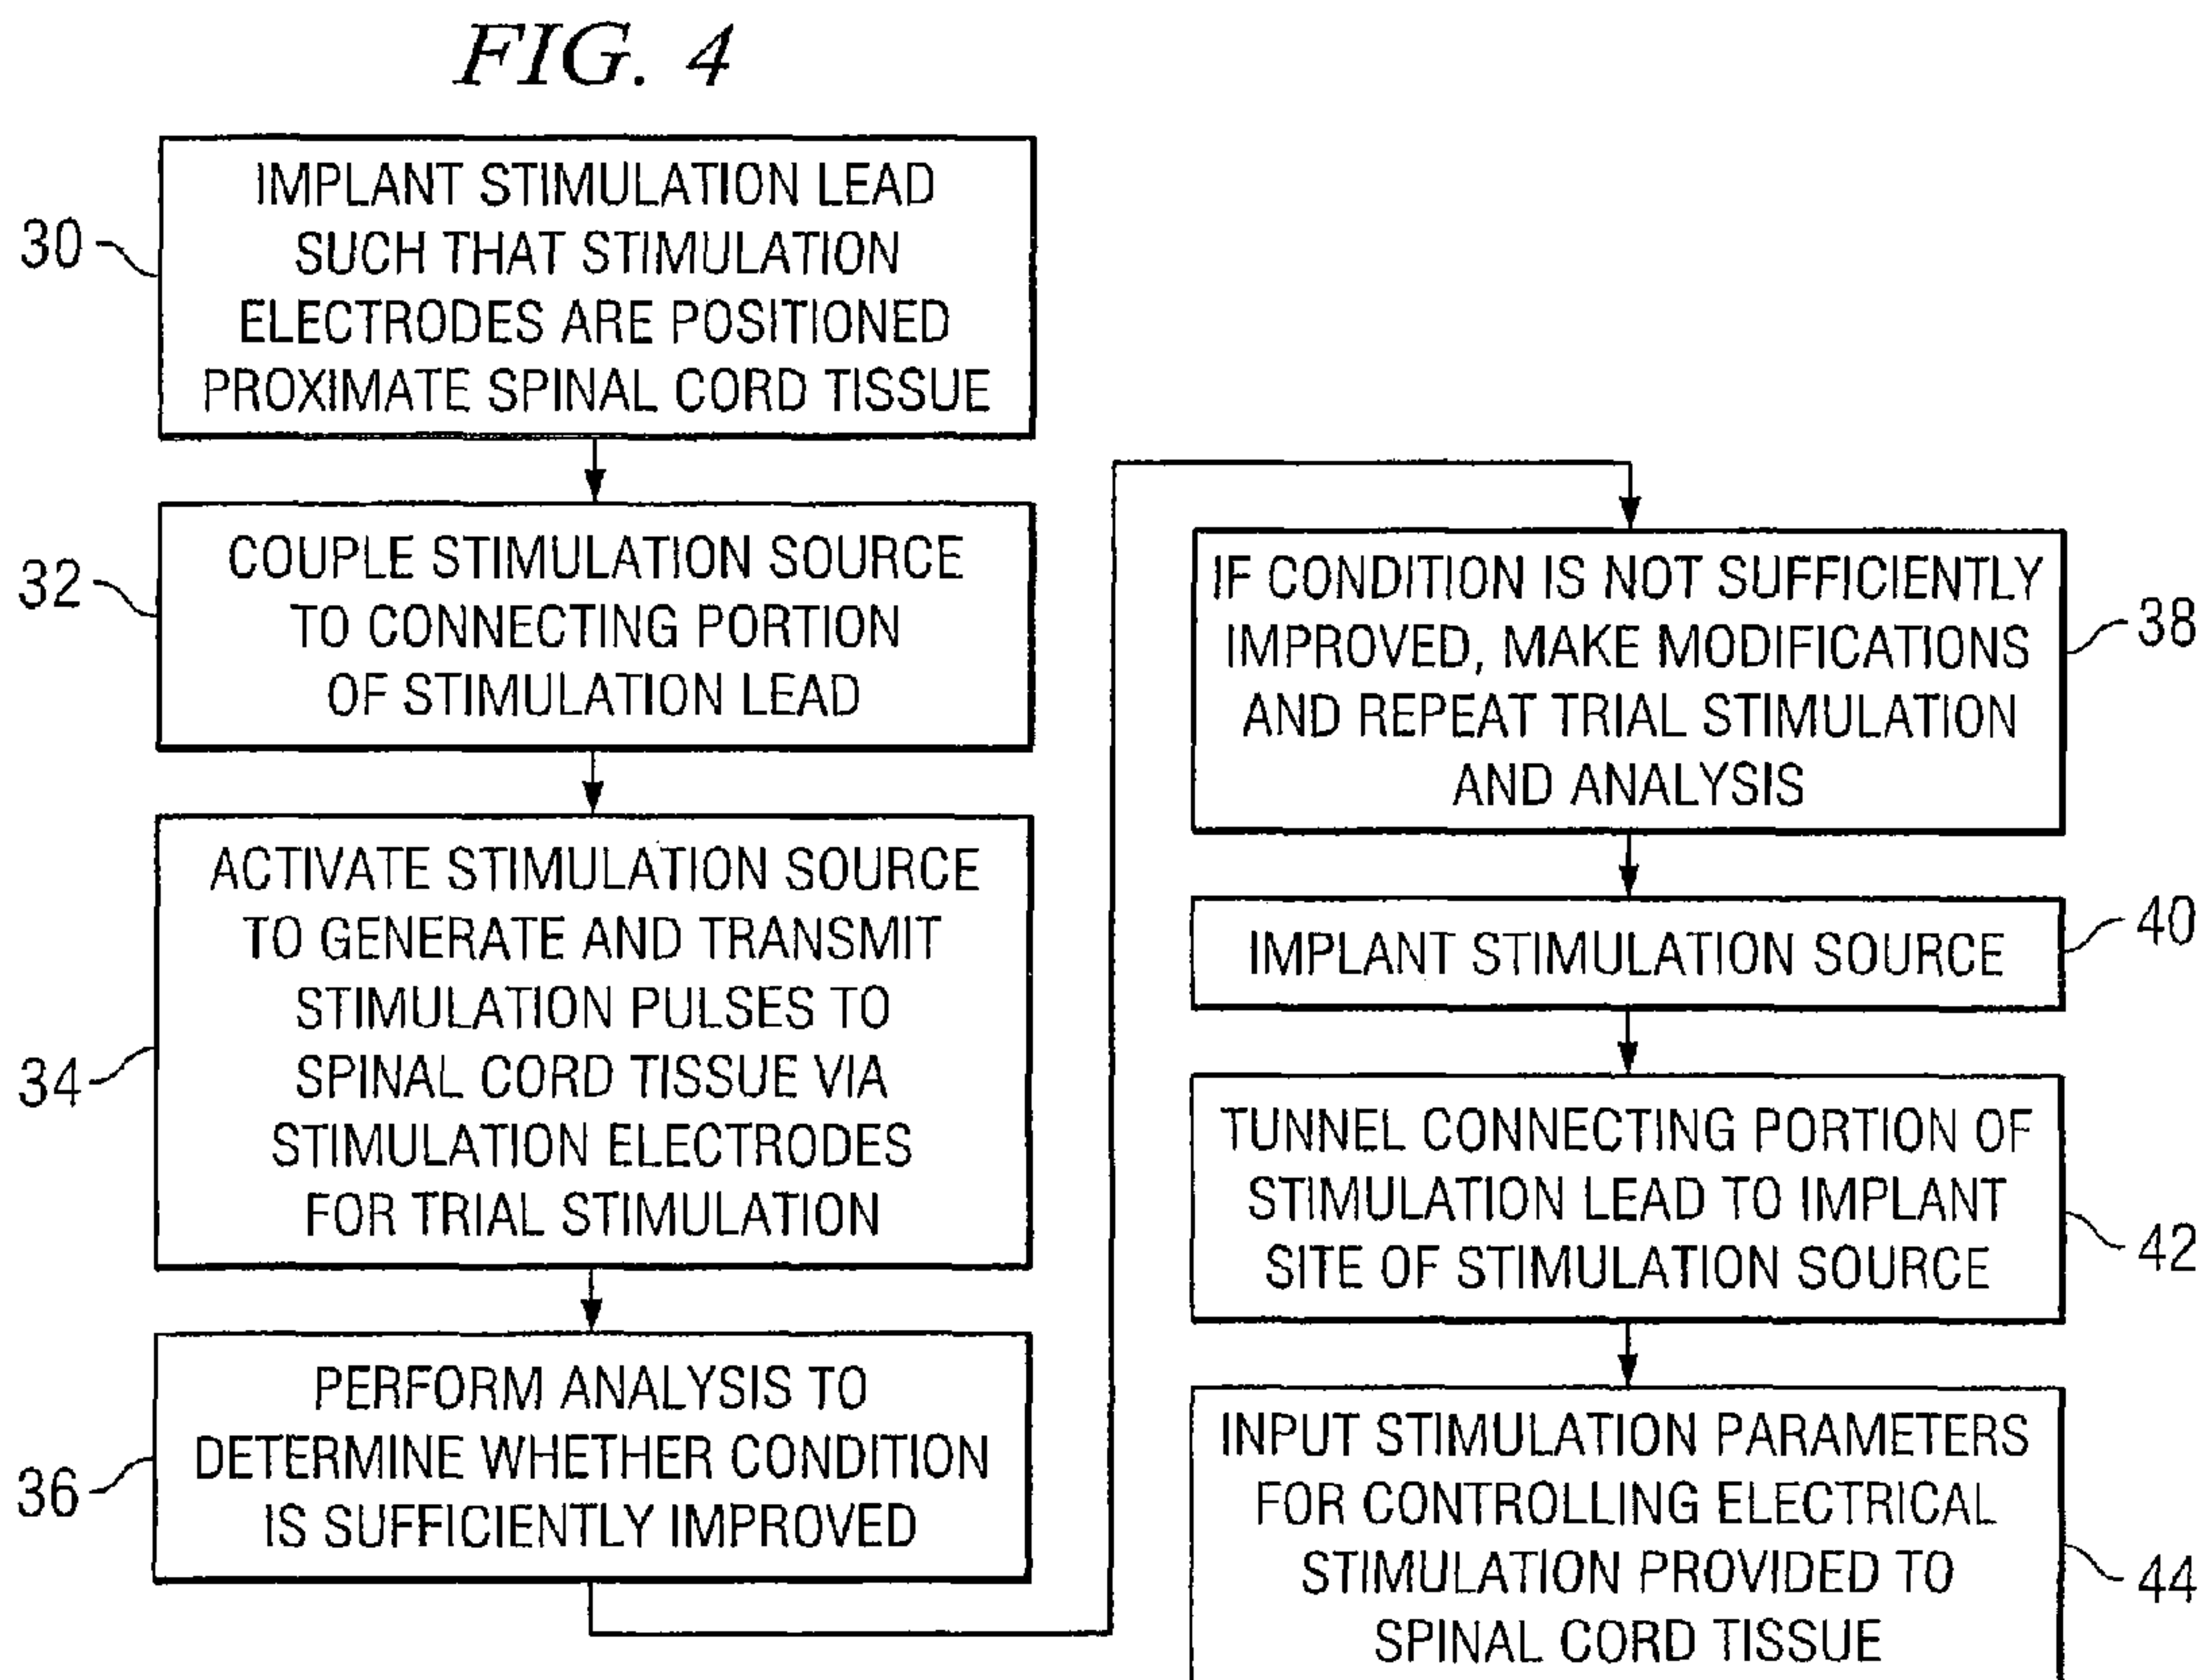 FIG. 4
30
IMPLANT STIMULATION LEAD
SUCH THAT STIMULATION
ELECTRODES ARE POSITIONED
PROXIMATE SPINAL CORD TISSUE
32
COUPLE STIMULATION SOURCE
TO CONNECTING PORTION
OF STIMULATION LEAD
34
ACTIVATE STIMULATION SOURCE
TO GENERATE AND TRANSMIT
STIMULATION PULSES TO
SPINAL CORD TISSUE VIA
STIMULATION ELECTRODES
FOR TRIAL STIMULATION
36
PERFORM ANALYSIS TO
DETERMINE WHETHER CONDITION
IS SUFFICIENTLY IMPROVED
38
IF CONDITION IS NOT SUFFICIENTLY
IMPROVED, MAKE MODIFICATIONS
AND REPEAT TRIAL STIMULATION
AND ANALYSIS
40
IMPLANT STIMULATION SOURCE
42
TUNNEL CONNECTING PORTION OF
STIMULATION LEAD TO IMPLANT
SITE OF STIMULATION SOURCE
44
INPUT STIMULATION PARAMETERS
FOR CONTROLLING ELECTRICAL
STIMULATION PROVIDED TO
SPINAL CORD TISSUE